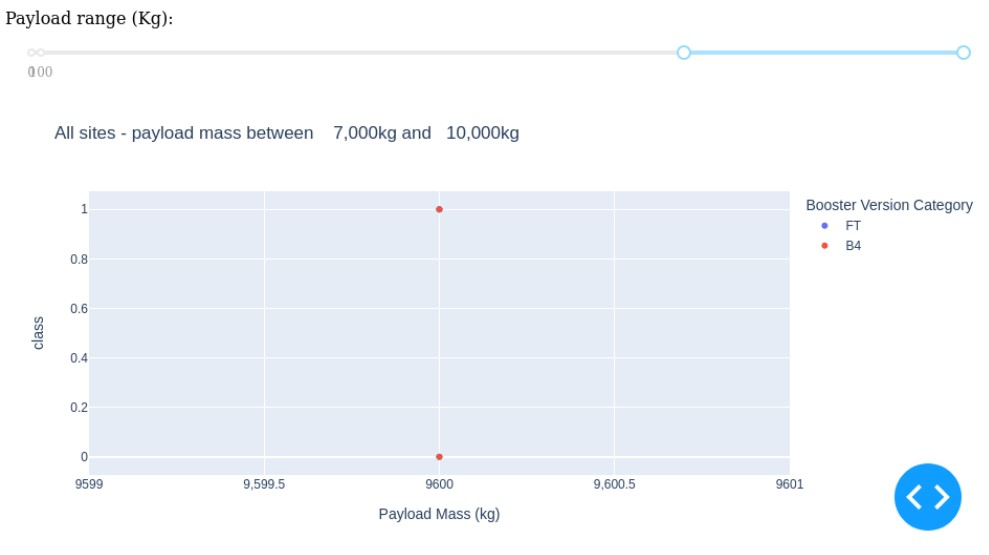 Payload range (Kg):
0 100
All sites - payload mass between 7,000kg and 10,000kg
Booster Version Category
FT
B4
1
0.8
0.6
0.4
0.2
0
class
9599 9,599.5 9600 9,600.5 9601
Payload Mass (kg)